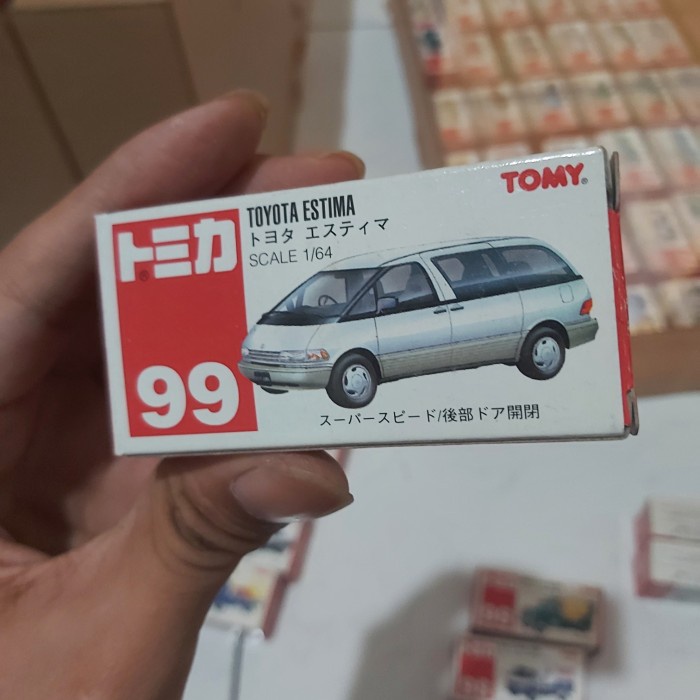 トミカ®
99
TOYOTA ESTIMA
トヨタ エスティマ
SCALE 1/64
TOMY®
スーパースピード/後部ドア開閉